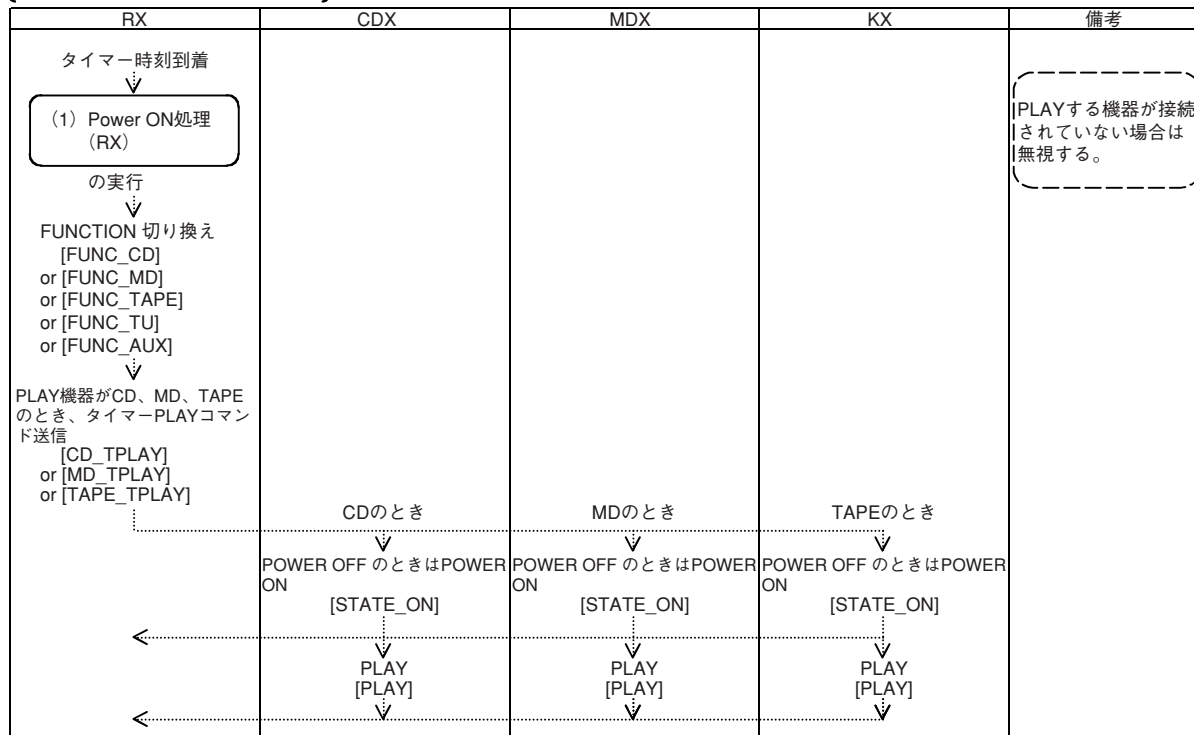 RX
CDX
MDX
KX
備考
タイマー時刻到着
（1）Power ON処理
（RX）
の実行
FUNCTION 切り換え
[FUNC_CD]
or [FUNC_MD]
or [FUNC_TAPE]
or [FUNC_TU]
or [FUNC_AUX]
PLAY機器がCD、MD、TAPE
のとき、タイマーPLAYコマン
ド送信
[CD_TPLAY]
or [MD_TPLAY]
or [TAPE_TPLAY]
CDのとき
POWER OFF のときはPOWER
ON
[STATE_ON]
PLAY
[PLAY]
MDのとき
POWER OFF のときはPOWER
ON
[STATE_ON]
PLAY
[PLAY]
TAPEのとき
POWER OFF のときはPOWER
ON
[STATE_ON]
PLAY
[PLAY]
PLAYする機器が接続
されていない場合は
無視する。